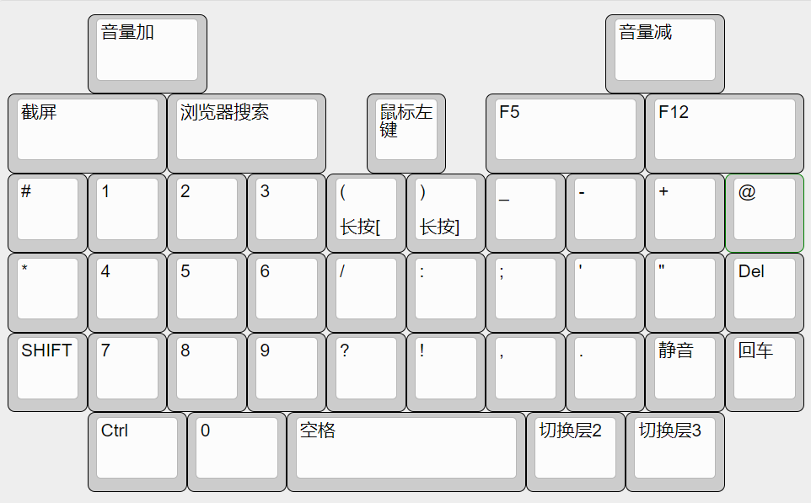 音量加
音量减
截屏
浏览器搜索
鼠标左
键
F5
F12
#
1
2
3
(
长按[
)
长按]
_
-
+
@
*
4
5
6
/
:
;
'
"
Del
SHIFT
7
8
9
?
!
,
.
静音
回车
Ctrl
0
空格
切换层2
切换层3